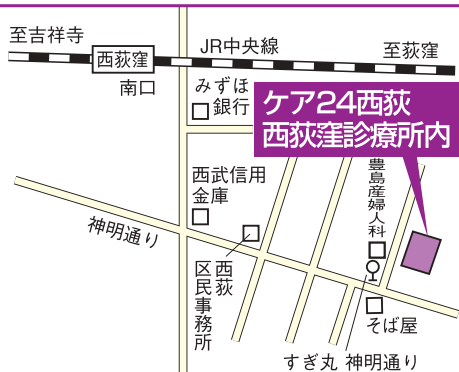 至吉祥寺
西荻窪
JR中央線
至荻窪
南口
みずほ
銀行
ケア24西荻
西荻窪診療所内
西武信用
金庫
豊島産婦人科
神明通り
西荻
区民事務所
そば屋
すぎ丸 神明通り